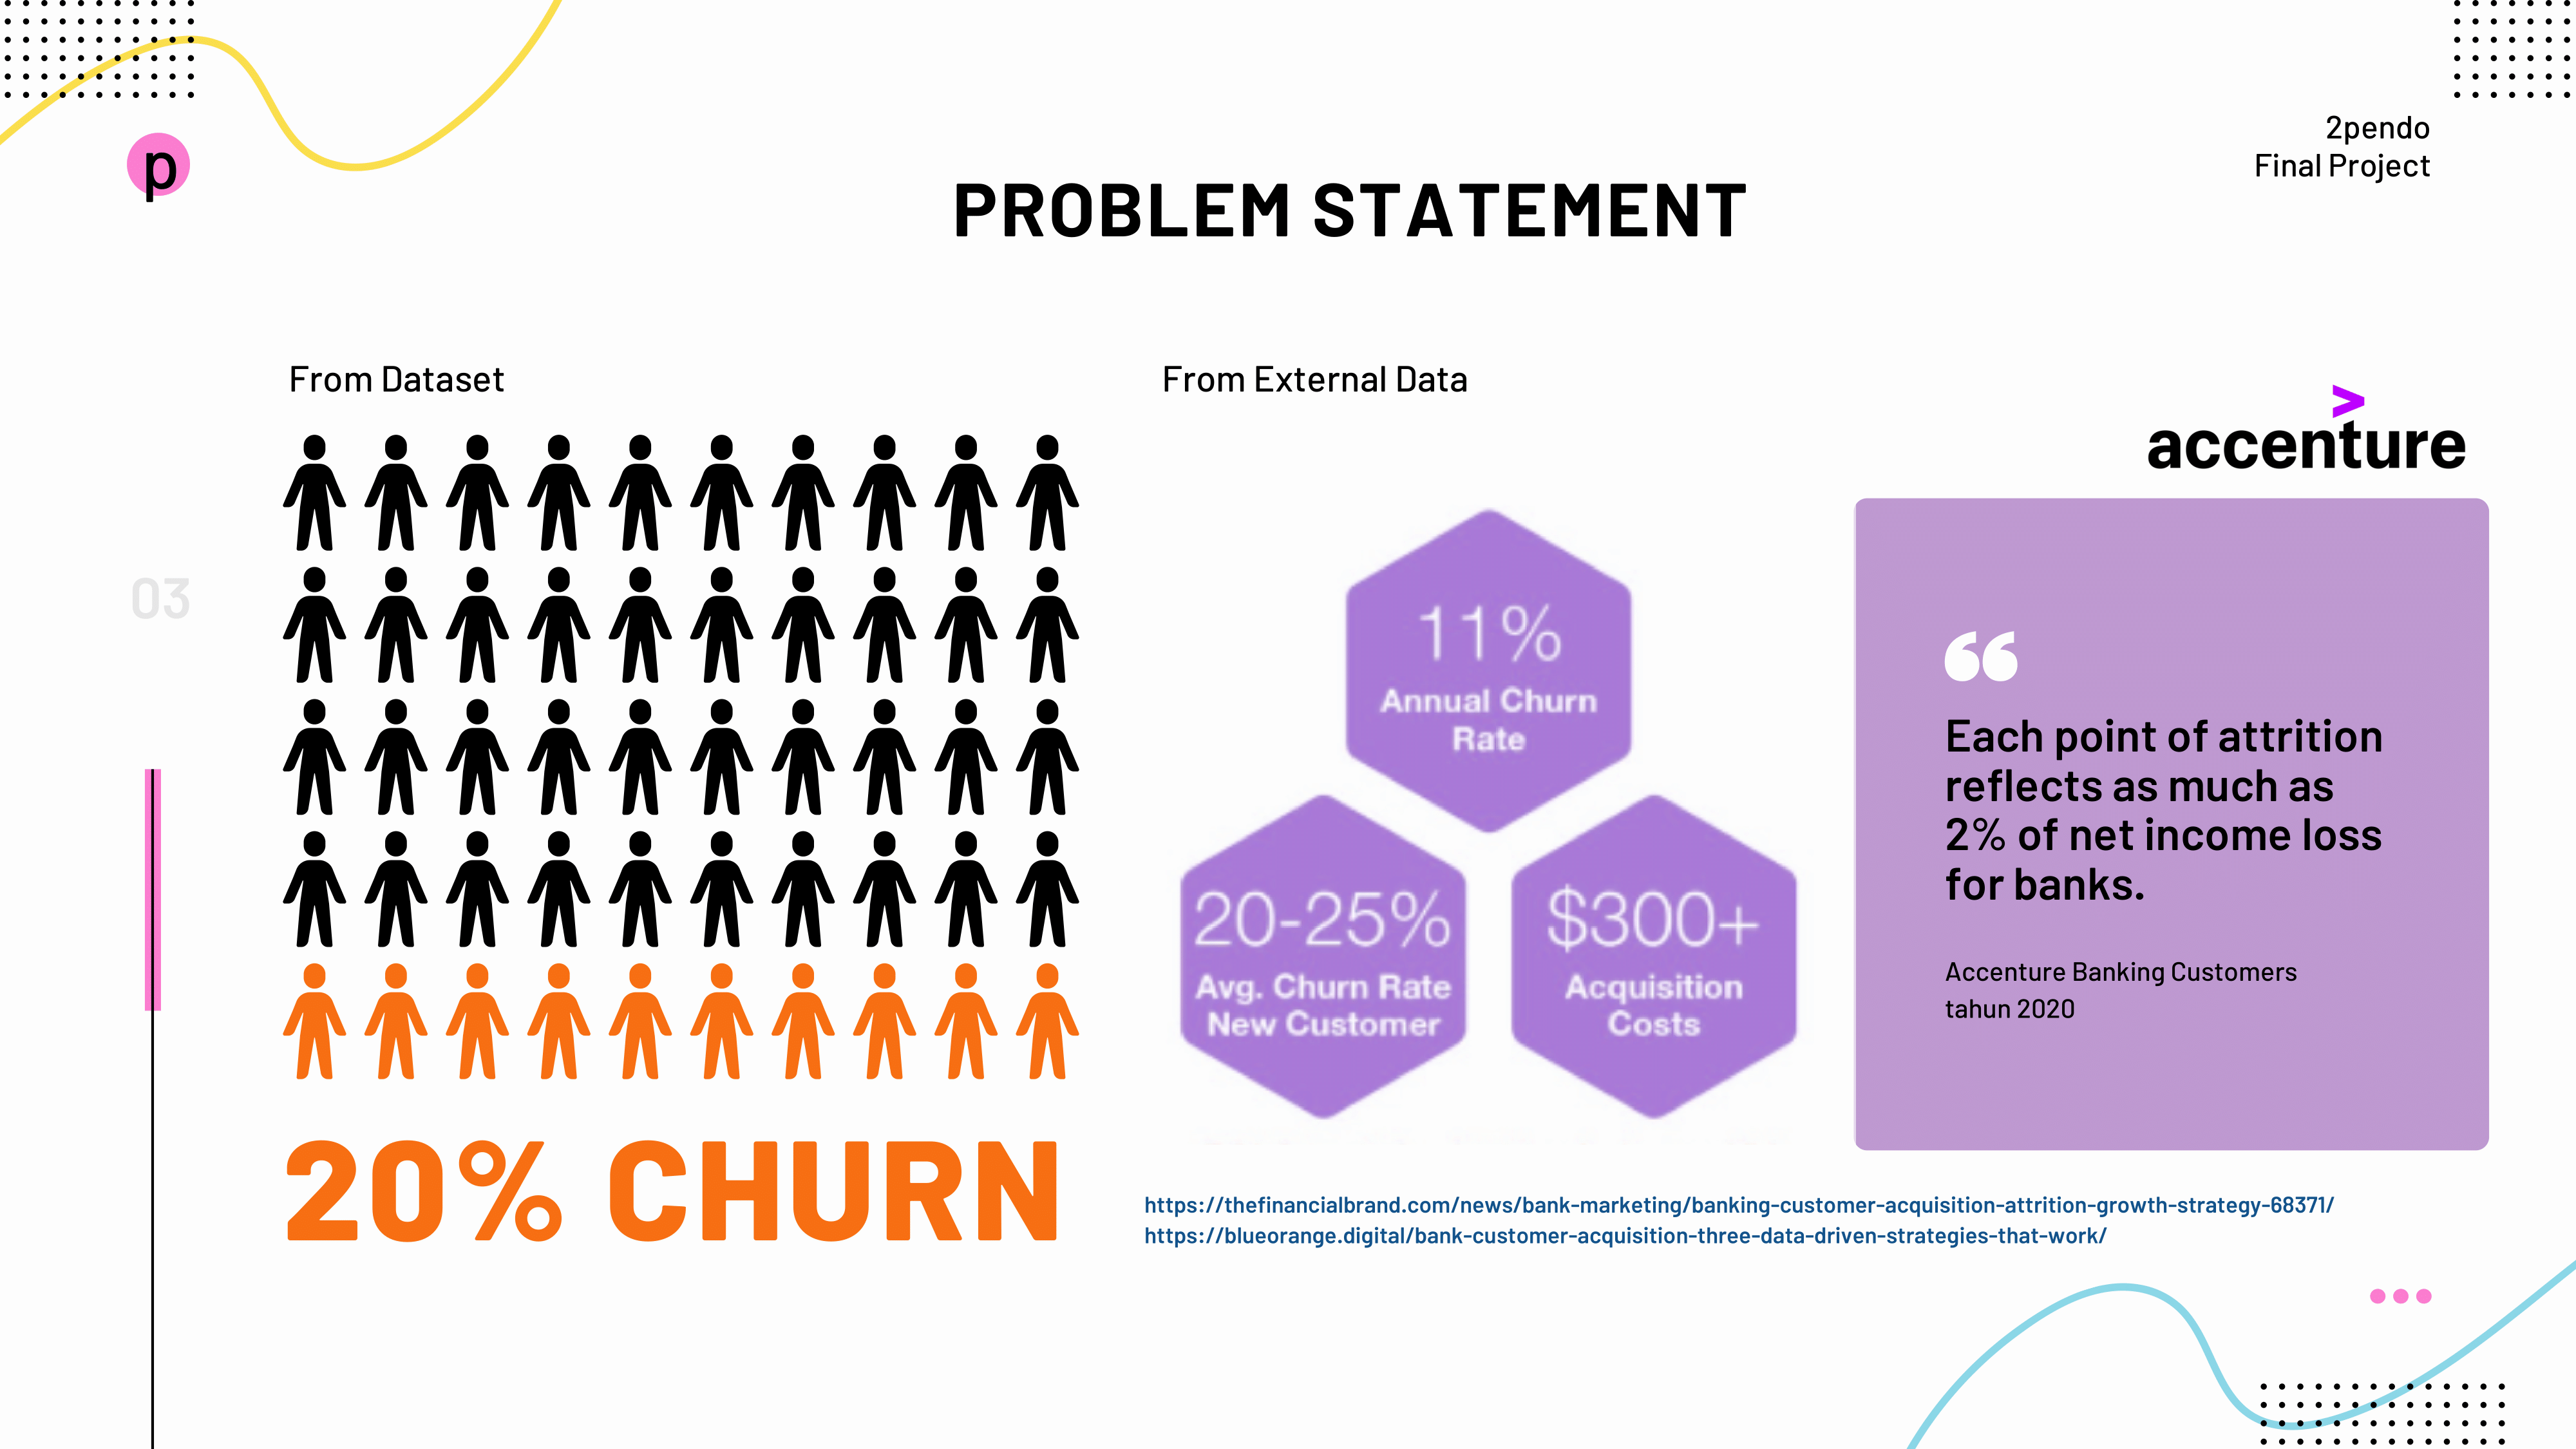 p
2pendo
Final Project
PROBLEM STATEMENT
03
From Dataset
20% CHURN
From External Data
11%
Annual Churn
Rate
20-25%
Avg. Churn Rate
New Customer
$300+
Acquisition
Costs
>
accenture
“
Each point of attrition
reflects as much as
2% of net income loss
for banks.
Accenture Banking Customers
tahun 2020
https://thefinancialbrand.com/news/bank-marketing/banking-customer-acquisition-attrition-growth-strategy-68371/
https://blueorange.digital/bank-customer-acquisition-three-data-driven-strategies-that-work/